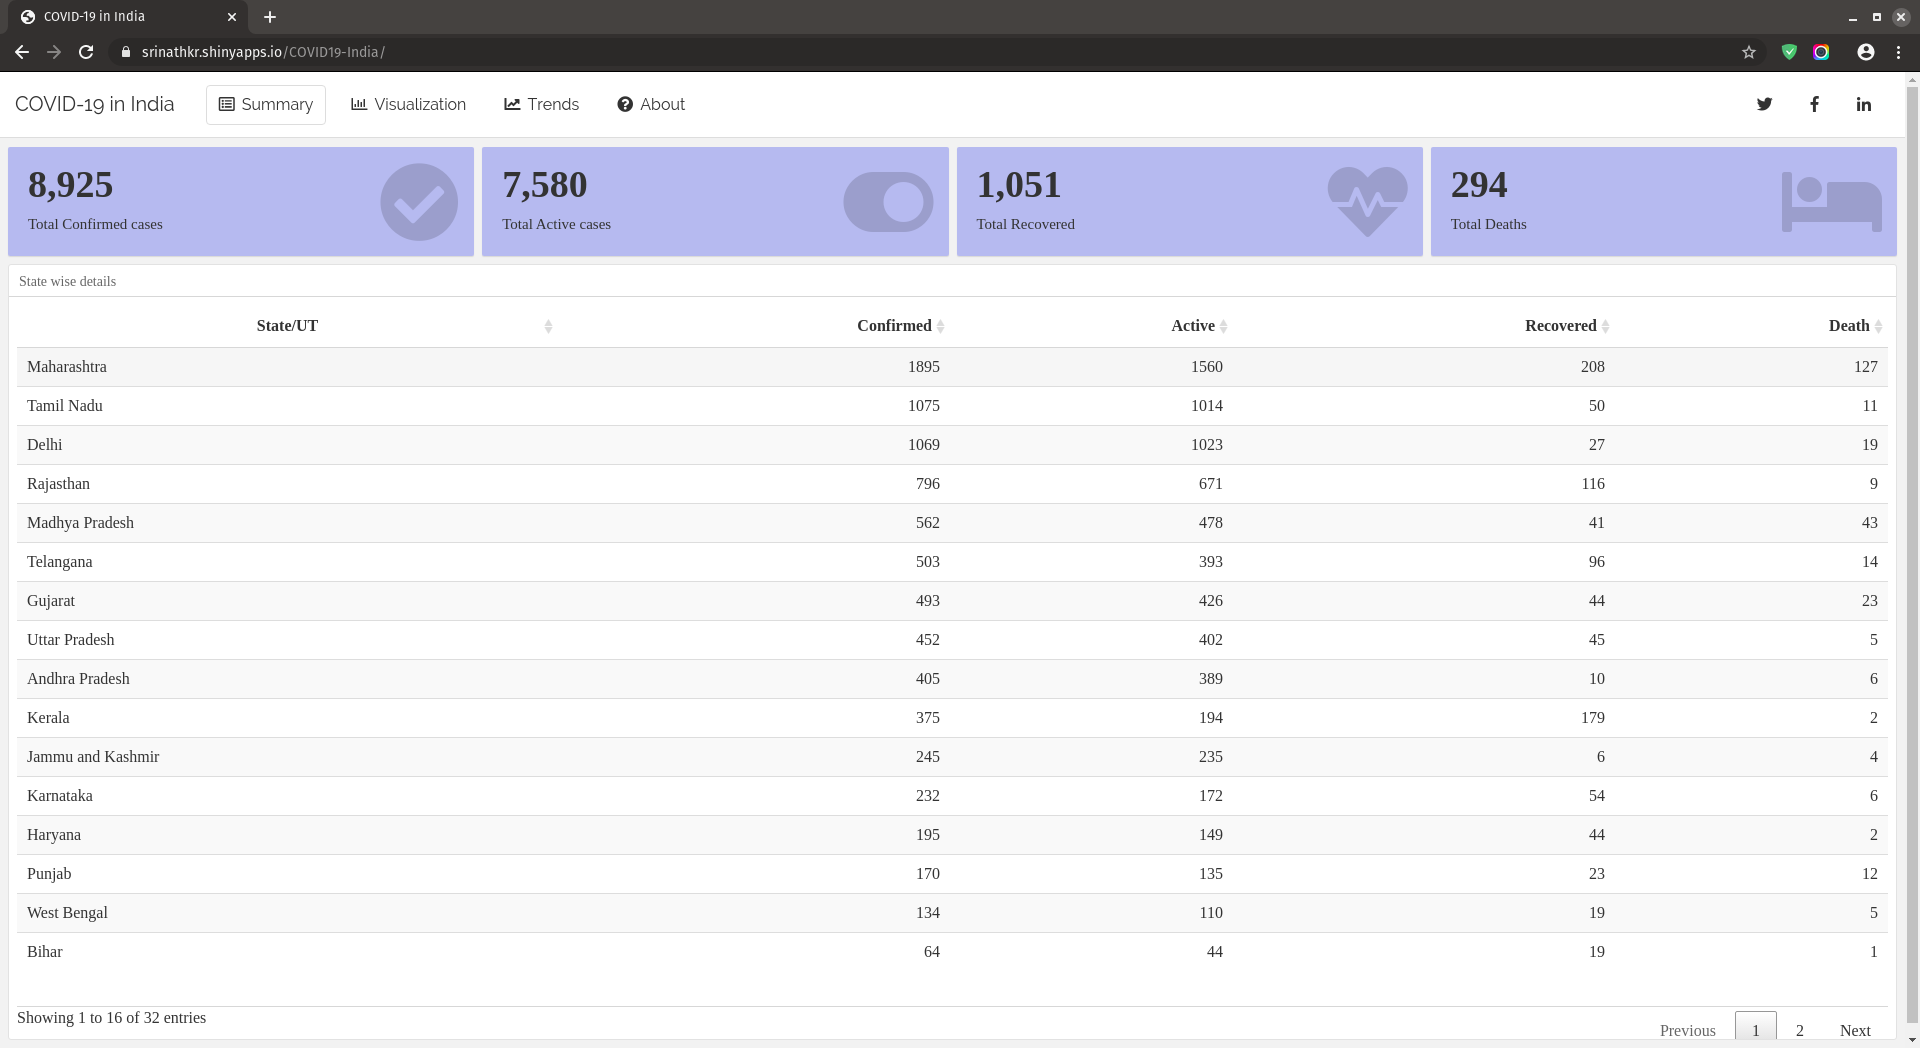 COVID-19 in India
srinathkr.shinyapps.io/COVID19-India/
COVID-19 in India Summary Visualization Trends About
8,925 7,580 1,051 294
Total Confirmed cases Total Active cases Total Recovered Total Deaths
State wise details
State/UT Confirmed Active Recovered Death
Maharashtra 1895 1560 208 127
Tamil Nadu 1075 1014 50 11
Delhi 1069 1023 27 19
Rajasthan 796 671 116 9
Madhya Pradesh 562 478 41 43
Telangana 503 393 96 14
Gujarat 493 426 44 23
Uttar Pradesh 452 402 45 5
Andhra Pradesh 405 389 10 6
Kerala 375 194 179 2
Jammu and Kashmir 245 235 6 4
Karnataka 232 172 54 6
Haryana 195 149 44 2
Punjab 170 135 23 12
West Bengal 134 110 19 5
Bihar 64 44 19 1
Showing 1 to 16 of 32 entries
Previous 1 2 Next